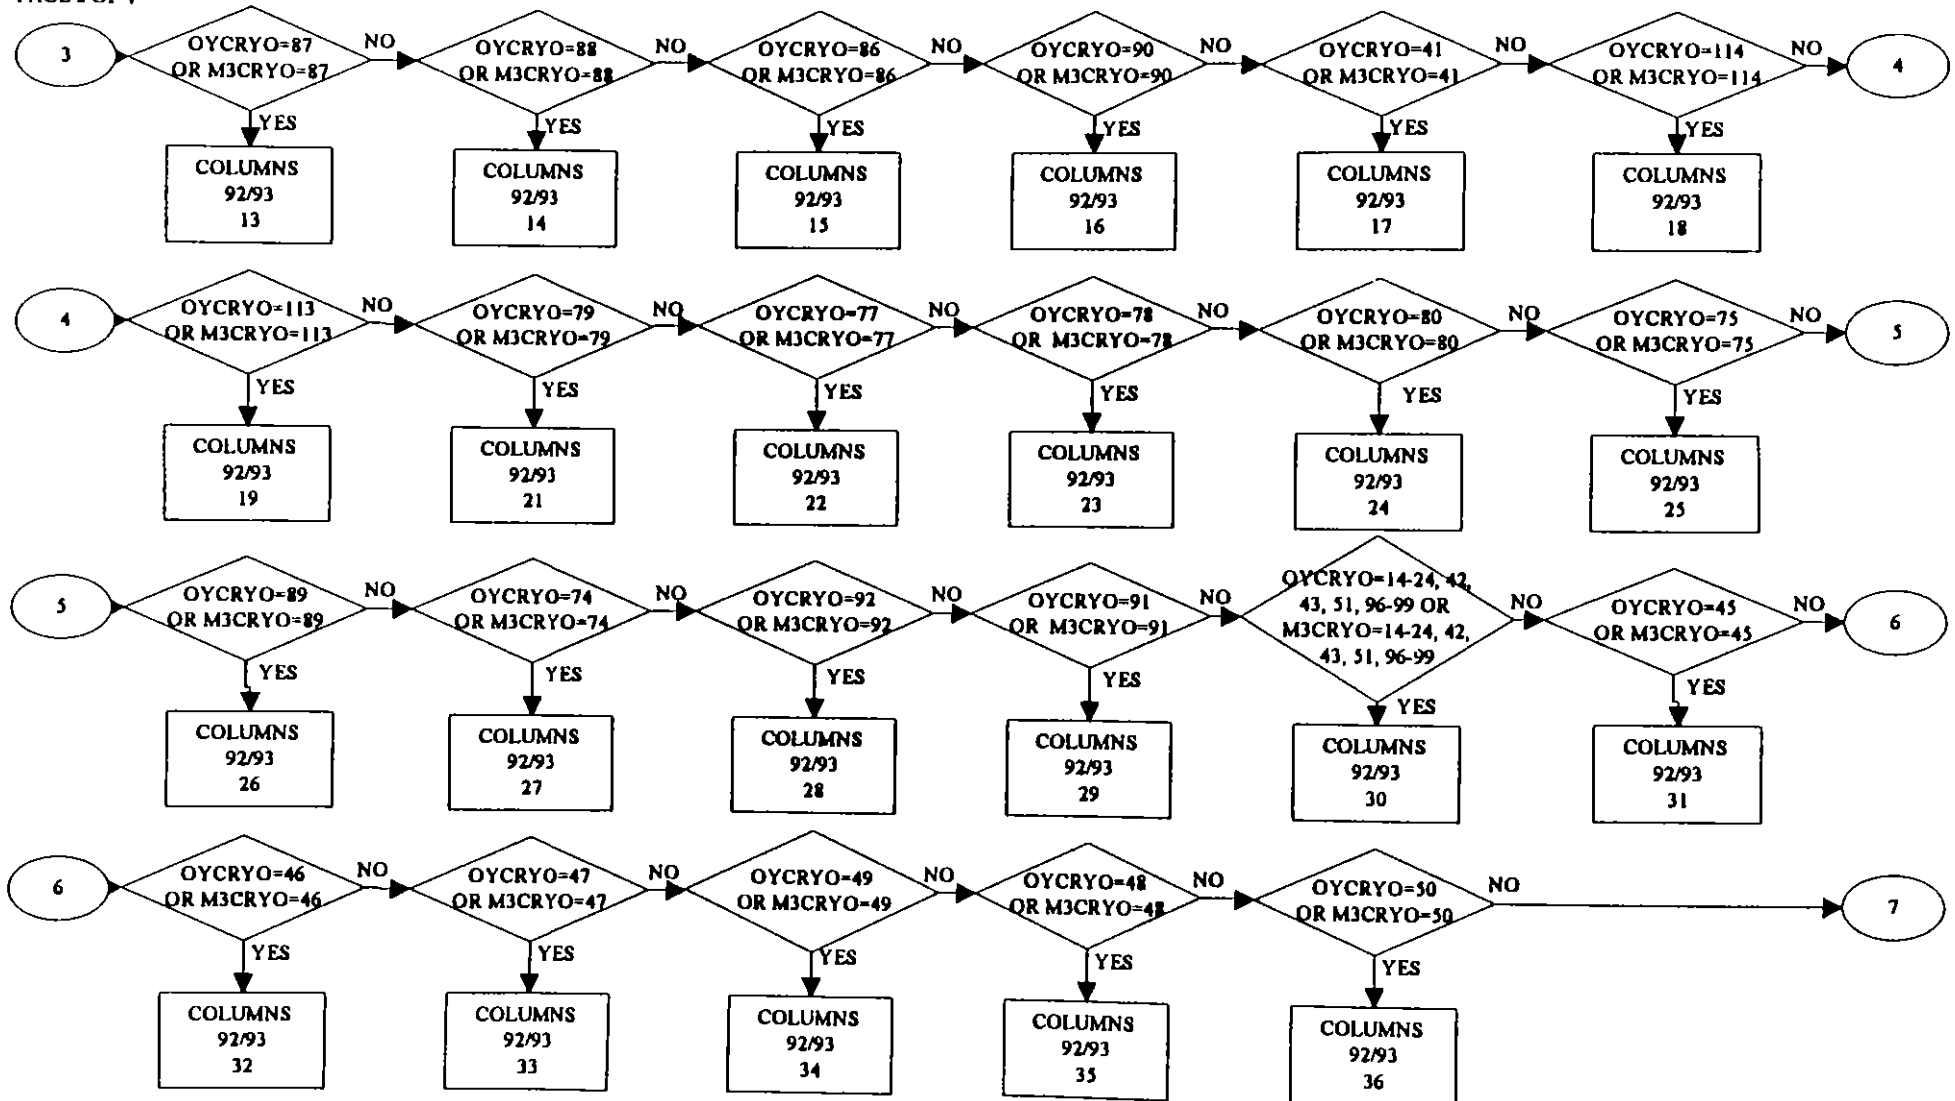 3
OYCRYO=87
OR M3CRYO=87
NO
YES
COLUMNS
92/93
13
OYCRYO=88
OR M3CRYO=88
NO
YES
COLUMNS
92/93
14
OYCRYO=86
OR M3CRYO=86
NO
YES
COLUMNS
92/93
15
OYCRYO=90
OR M3CRYO=90
NO
YES
COLUMNS
92/93
16
OYCRYO=41
OR M3CRYO=41
NO
YES
COLUMNS
92/93
17
OYCRYO=114
OR M3CRYO=114
NO
YES
COLUMNS
92/93
18
4
4
OYCRYO=113
OR M3CRYO=113
NO
YES
COLUMNS
92/93
19
OYCRYO=79
OR M3CRYO=79
NO
YES
COLUMNS
92/93
21
OYCRYO=77
OR M3CRYO=77
NO
YES
COLUMNS
92/93
22
OYCRYO=78
OR M3CRYO=78
NO
YES
COLUMNS
92/93
23
OYCRYO=80
OR M3CRYO=80
NO
YES
COLUMNS
92/93
24
OYCRYO=75
OR M3CRYO=75
NO
YES
COLUMNS
92/93
25
5
5
OYCRYO=89
OR M3CRYO=89
NO
YES
COLUMNS
92/93
26
OYCRYO=74
OR M3CRYO=74
NO
YES
COLUMNS
92/93
27
OYCRYO=92
OR M3CRYO=92
NO
YES
COLUMNS
92/93
28
OYCRYO=91
OR M3CRYO=91
NO
YES
COLUMNS
92/93
29
OYCRYO=14-24, 42,
43, 51, 96-99 OR
M3CRYO=14-24, 42,
43, 51, 96-99
NO
YES
COLUMNS
92/93
30
OYCRYO=45
OR M3CRYO=45
NO
YES
COLUMNS
92/93
31
6
6
OYCRYO=46
OR M3CRYO=46
NO
YES
COLUMNS
92/93
32
OYCRYO=47
OR M3CRYO=47
NO
YES
COLUMNS
92/93
33
OYCRYO=49
OR M3CRYO=49
NO
YES
COLUMNS
92/93
34
OYCRYO=48
OR M3CRYO=48
NO
YES
COLUMNS
92/93
35
OYCRYO=50
OR M3CRYO=50
NO
YES
COLUMNS
92/93
36
7